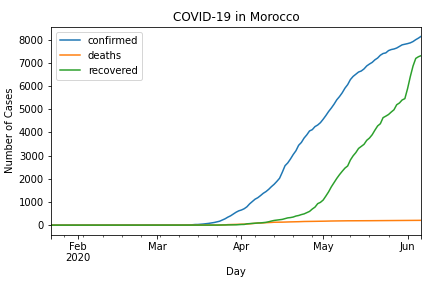 COVID-19 in Morocco
confirmed
deaths
recovered
Number of Cases
8000
7000
6000
5000
4000
3000
2000
1000
0
Feb
2020
Mar
Apr
May
Jun
Day